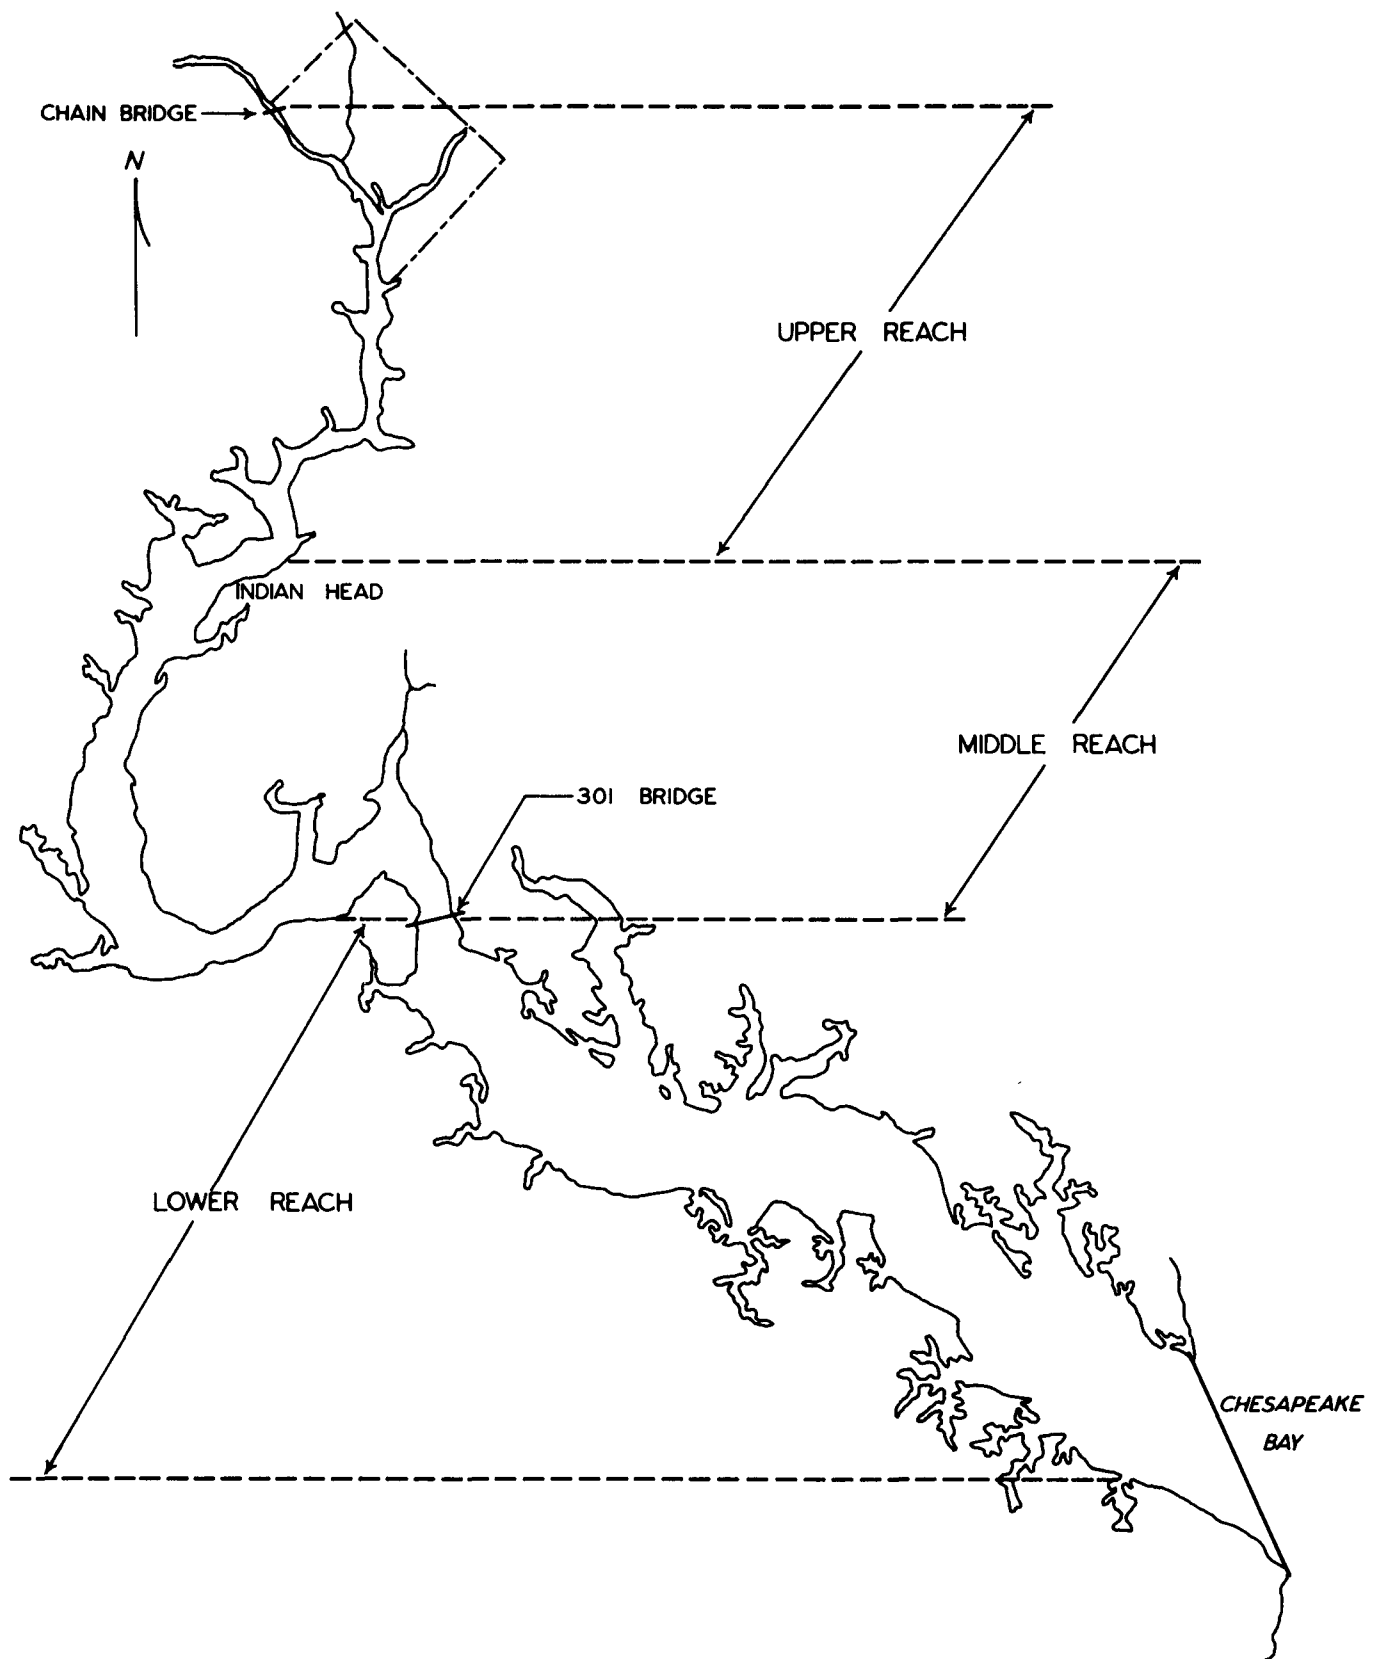 CHAIN BRIDGE
N
UPPER REACH
INDIAN HEAD
MIDDLE REACH
301 BRIDGE
LOWER REACH
CHESAPEAKE
BAY